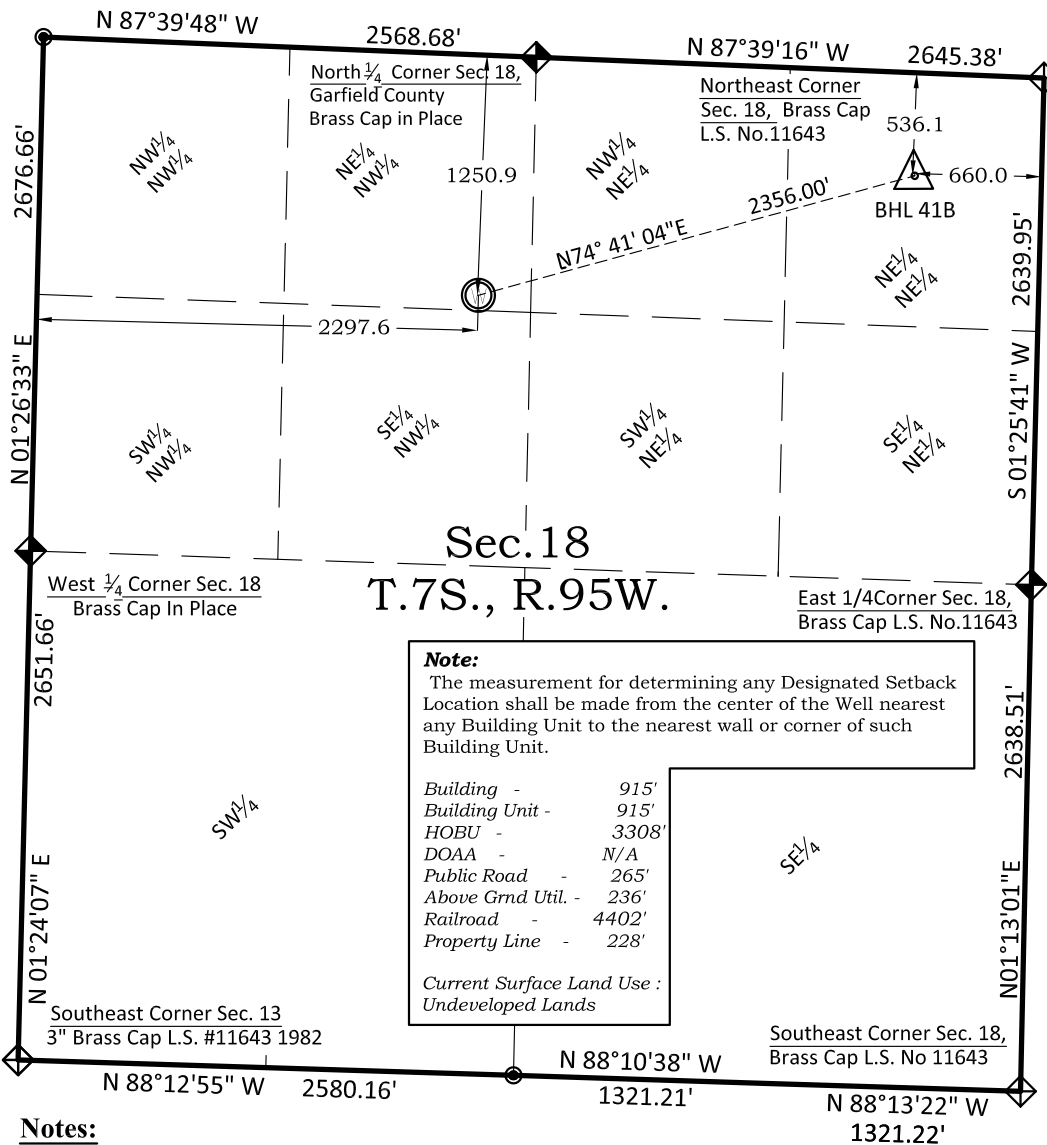 N 87°39'48" W
2568.68'
N 87°39'16" W
2645.38'
North 1/4 Corner Sec. 18,
Garfield County
Brass Cap in Place
Northeast Corner
Sec. 18, Brass Cap
L.S. No.11643
2676.66'
NW1/4
NW1/4
NE1/4
NW1/4
1250.9
NW1/4
NE1/4
536.1
660.0
BHL 41B
2356.00'
N74° 41' 04"E
NE1/4
NE1/4
2639.95'
2297.6
N 01°26'33" E
SW1/4
NW1/4
SE1/4
NW1/4
SW1/4
NE1/4
SE1/4
NE1/4
S 01°25'41" W
Sec.18
T.7S., R.95W.
West 1/4 Corner Sec. 18
Brass Cap In Place
East 1/4Corner Sec. 18,
Brass Cap L.S. No.11643
2651.66'
Note:
The measurement for determining any Designated Setback
Location shall be made from the center of the Well nearest
any Building Unit to the nearest wall or corner of such
Building Unit.
Building - 915'
Building Unit - 915'
HOBU - 3308'
DOAA - N/A
Public Road - 265'
Above Grnd Util. - 236'
Railroad - 4402'
Property Line - 228'
Current Surface Land Use :
Undeveloped Lands
2638.51'
SW1/4
SE1/4
N 01°24'07" E
N01°13'01"E
Southeast Corner Sec. 13
3" Brass Cap L.S. #11643 1982
Southeast Corner Sec. 18,
Brass Cap L.S. No 11643
N 88°12'55" W
2580.16'
N 88°10'38" W
1321.21'
N 88°13'22" W
1321.22'
Notes: